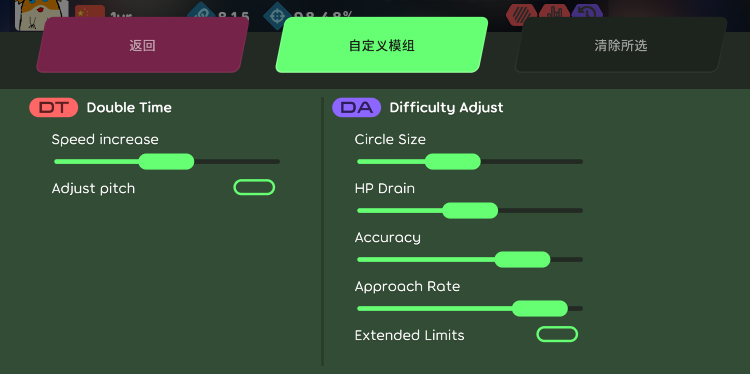 返回
自定义模组
清除所选
DT Double Time
Speed increase
Adjust pitch
DA Difficulty Adjust
Circle Size
HP Drain
Accuracy
Approach Rate
Extended Limits